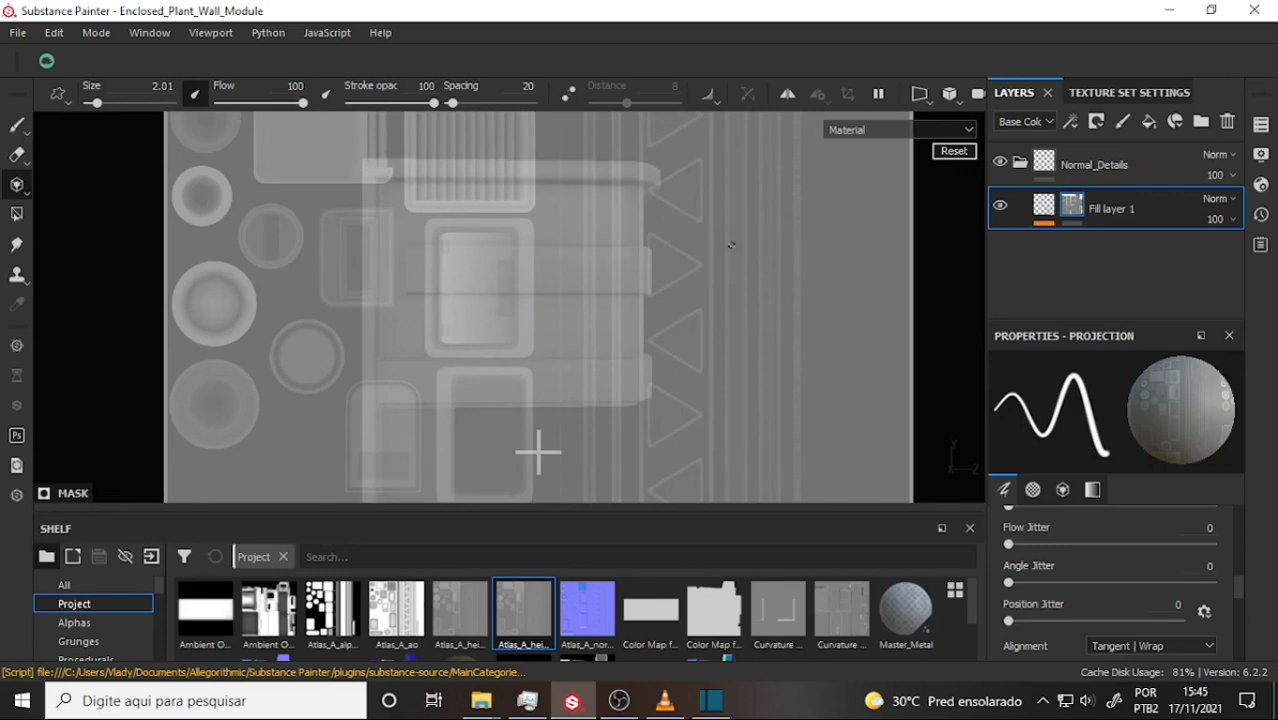 Substance Painter - Enclosed_Plant_Wall_Module
File Edit Mode Window Viewport Python JavaScript Help
Size 2.01 Flow 100 Stroke opac 100 Spacing 20 Distance 8
LAYERS TEXTURE SET SETTINGS
Base Col
Material
Reset
Normal_Details Norm 100
Fill layer 1 Norm 100
PROPERTIES - PROJECTION
Y
Z
MASK
Flow Jitter 0
Angle Jitter 0
Position Jitter 0
Alignment Tangent | Wrap
SHELF
Project Search...
All
Project
Alphas
Grunges
Procedurals
Ambient O... Ambient O... Atlas_A_alp... Atlas_A_ao Atlas_A_hei... Atlas_A_hei... Atlas_A_nor... Color Map f... Color Map f... Curvature ... Curvature ... Master_Metal
[Script] file:///C:/Users/Vlady/Documents/Allegorithmic/Substance Painter/plugins/substance-source/MainCategorie...
Cache Disk Usage: 81% | Version: 6.2.2
Digite aqui para pesquisar
30°C Pred ensolarado
POR
PTB2
15:45
17/11/2021
Ps